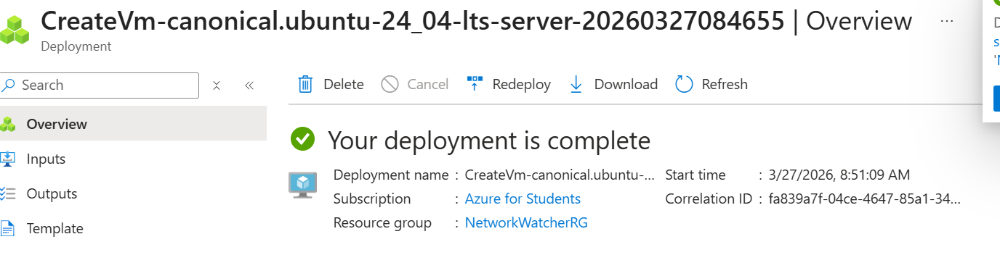 CreateVm-canonical.ubuntu-24_04-lts-server-20260327084655 | Overview ...
Deployment
Search
Delete Cancel Redeploy Download Refresh
Overview
Inputs
Outputs
Template
Your deployment is complete
Deployment name : CreateVm-canonical.ubuntu-... Start time : 3/27/2026, 8:51:09 AM
Subscription : Azure for Students Correlation ID : fa839a7f-04ce-4647-85a1-34...
Resource group : NetworkWatcherRG